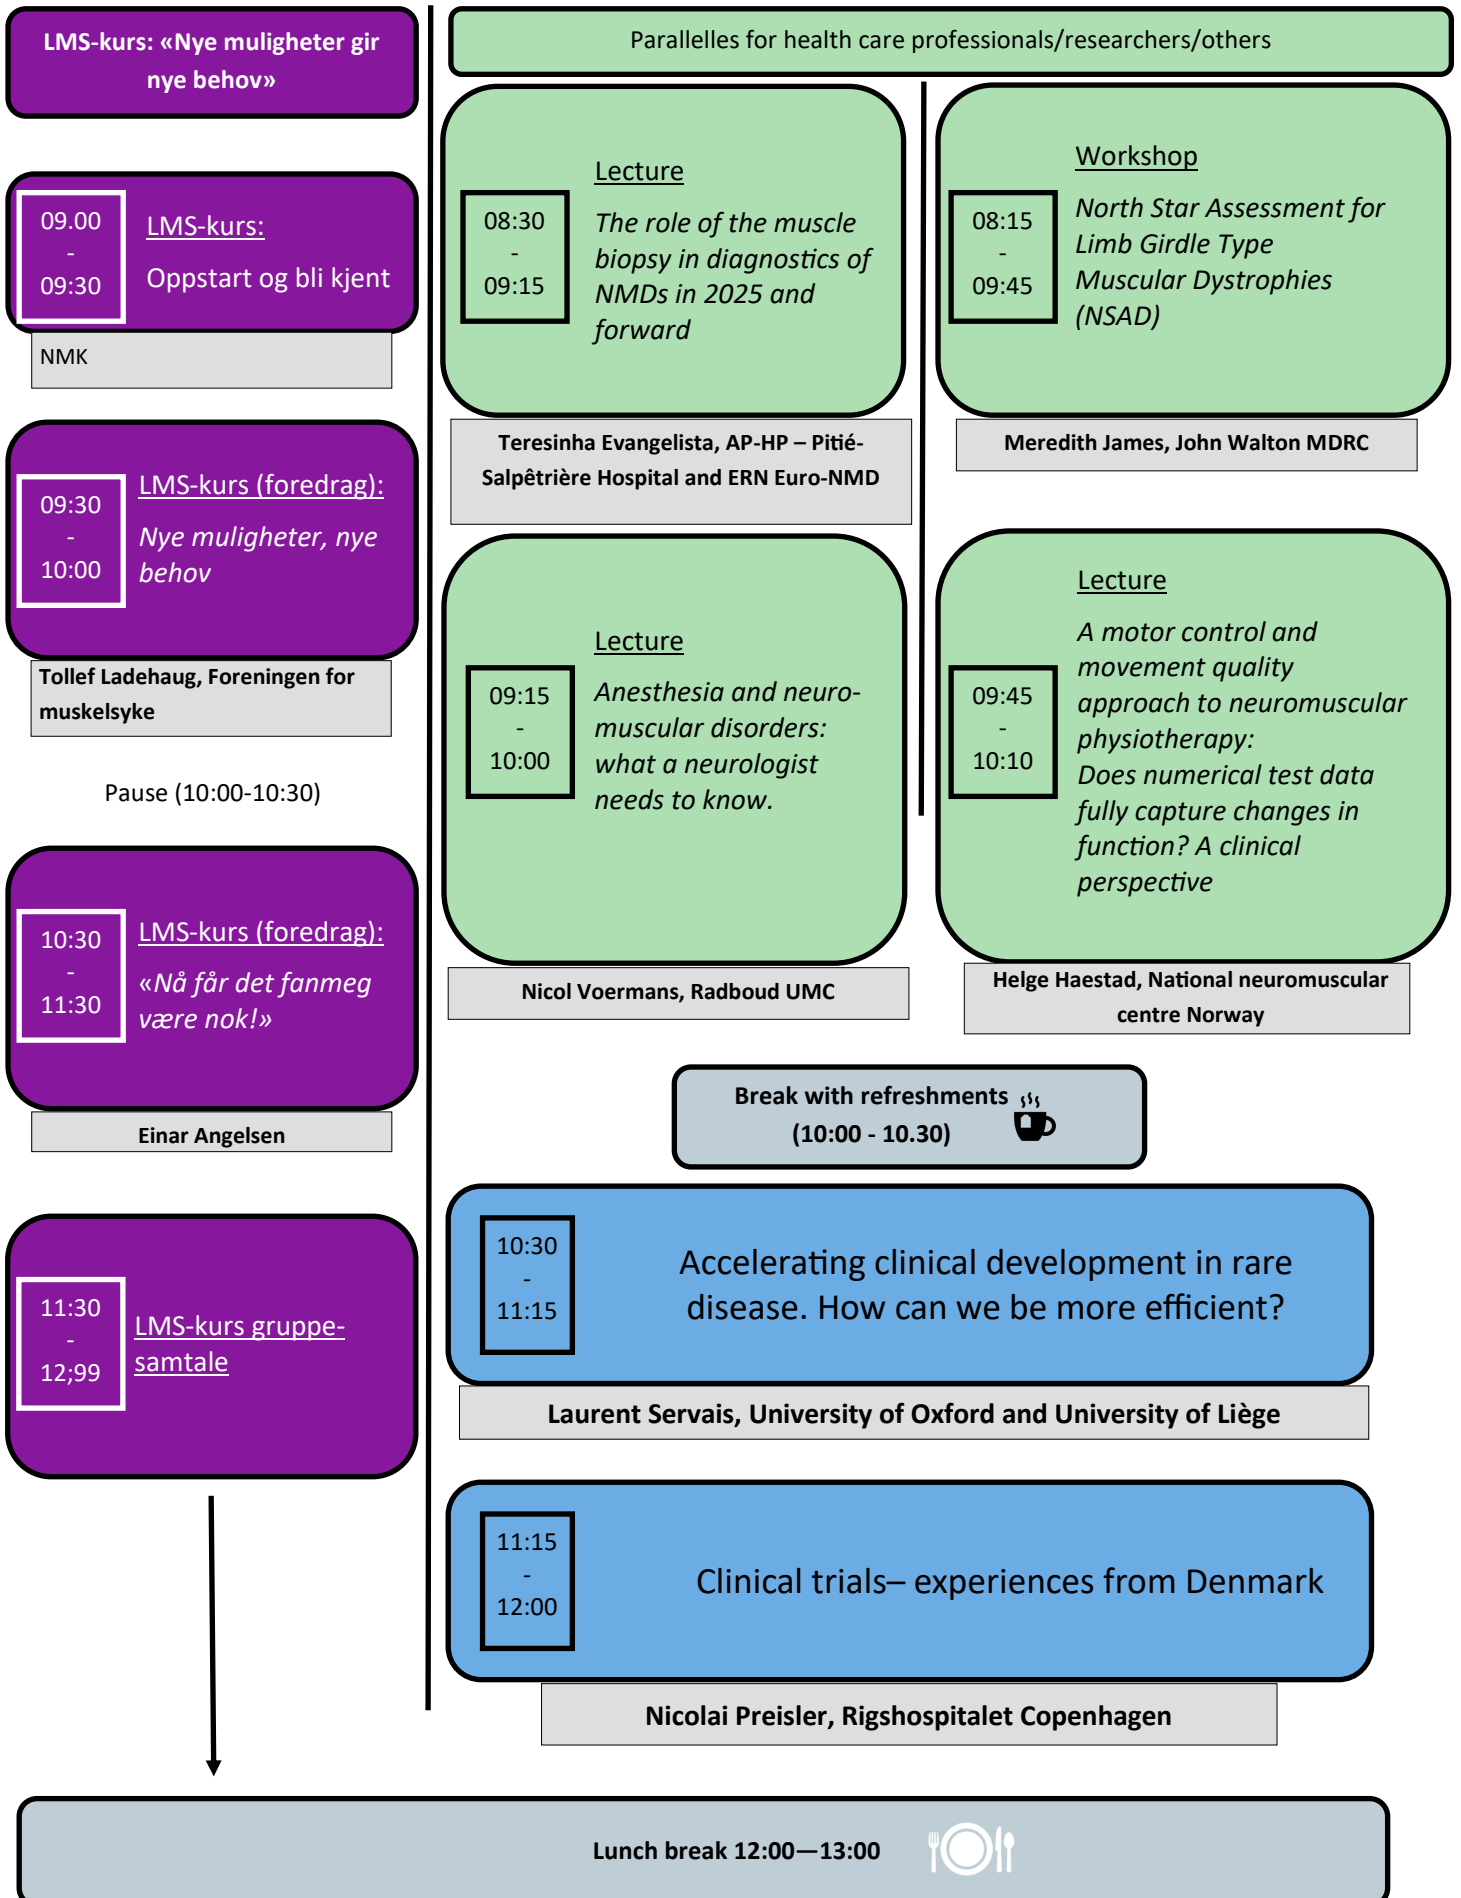 LMS-kurs: «Nye muligheter gir
nye behov»
09.00
-
09:30
LMS-kurs:
Oppstart og bli kjent
NMK
09:30
-
10:00
LMS-kurs (foredrag):
Nye muligheter, nye
behov
Tollef Ladehaug, Foreningen for
muskelsyke
Pause (10:00-10:30)
10:30
-
11:30
LMS-kurs (foredrag):
«Nå får det fanmeg
være nok!»
Einar Angelsen
11:30
-
12;99
LMS-kurs gruppe-
samtale
Parallelles for health care professionals/researchers/others
08:30
-
09:15
Lecture
The role of the muscle
biopsy in diagnostics of
NMDs in 2025 and
forward
Teresinha Evangelista, AP-HP – Pitié-
Salpêtrière Hospital and ERN Euro-NMD
09:15
-
10:00
Lecture
Anesthesia and neuro-
muscular disorders:
what a neurologist
needs to know.
Nicol Voermans, Radboud UMC
08:15
-
09:45
Workshop
North Star Assessment for
Limb Girdle Type
Muscular Dystrophies
(NSAD)
Meredith James, John Walton MDRC
09:45
-
10:10
Lecture
A motor control and
movement quality
approach to neuromuscular
physiotherapy:
Does numerical test data
fully capture changes in
function? A clinical
perspective
Helge Haestad, National neuromuscular
centre Norway
Break with refreshments
(10:00 - 10.30)
10:30
-
11:15
Accelerating clinical development in rare
disease. How can we be more efficient?
Laurent Servais, University of Oxford and University of Liège
11:15
-
12:00
Clinical trials– experiences from Denmark
Nicolai Preisler, Rigshospitalet Copenhagen
Lunch break 12:00—13:00